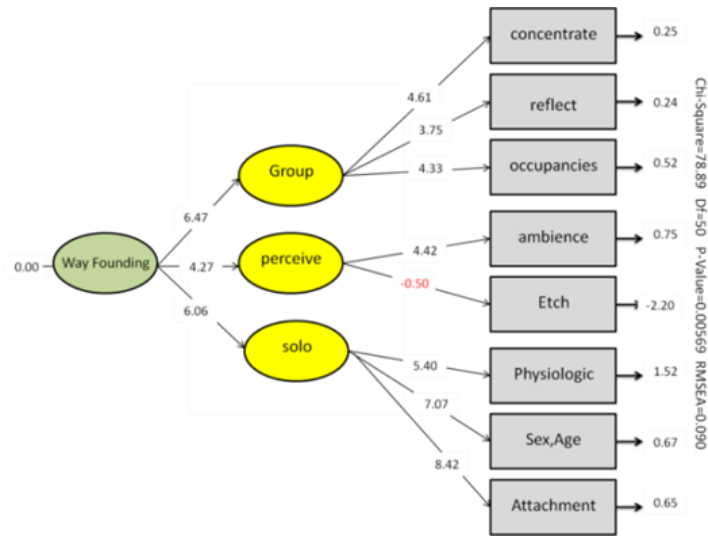 concentrate
0.25
4.61
reflect
0.24
3.75
Group
occupancies
0.52
4.33
6.47
ambience
0.75
4.42
Way Founding
0.00
4.27
perceive
-0.50
Etch
-2.20
6.06
solo
5.40
Physiologic
1.52
7.07
Sex,Age
0.67
8.42
Attachment
0.65
Chi-Square=78.89 Df=50 P-Value=0.00569 RMSEA=0.090